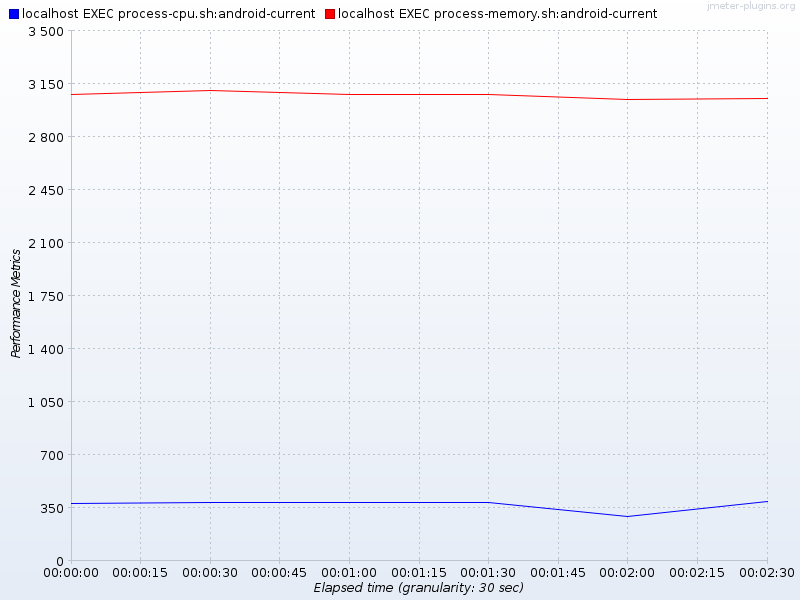 localhost EXEC process-cpu.sh:android-current localhost EXEC process-memory.sh:android-current
jmeter-plugins.org
3 500
3 150
2 800
2 450
2 100
1 750
1 400
1 050
700
350
0
Performance Metrics
00:00:00 00:00:15 00:00:30 00:00:45 00:01:00 00:01:15 00:01:30 00:01:45 00:02:00 00:02:15 00:02:30
Elapsed time (granularity: 30 sec)